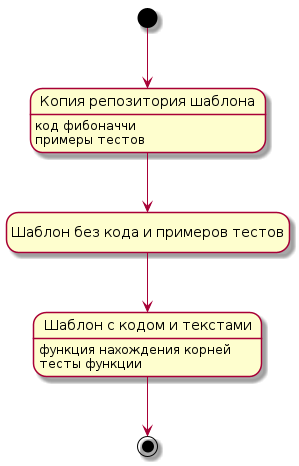 Копия репозитория шаблона
код фибоначчи
примеры тестов
Шаблон без кода и примеров тестов
Шаблон с кодом и текстами
функция нахождения корней
тесты функции